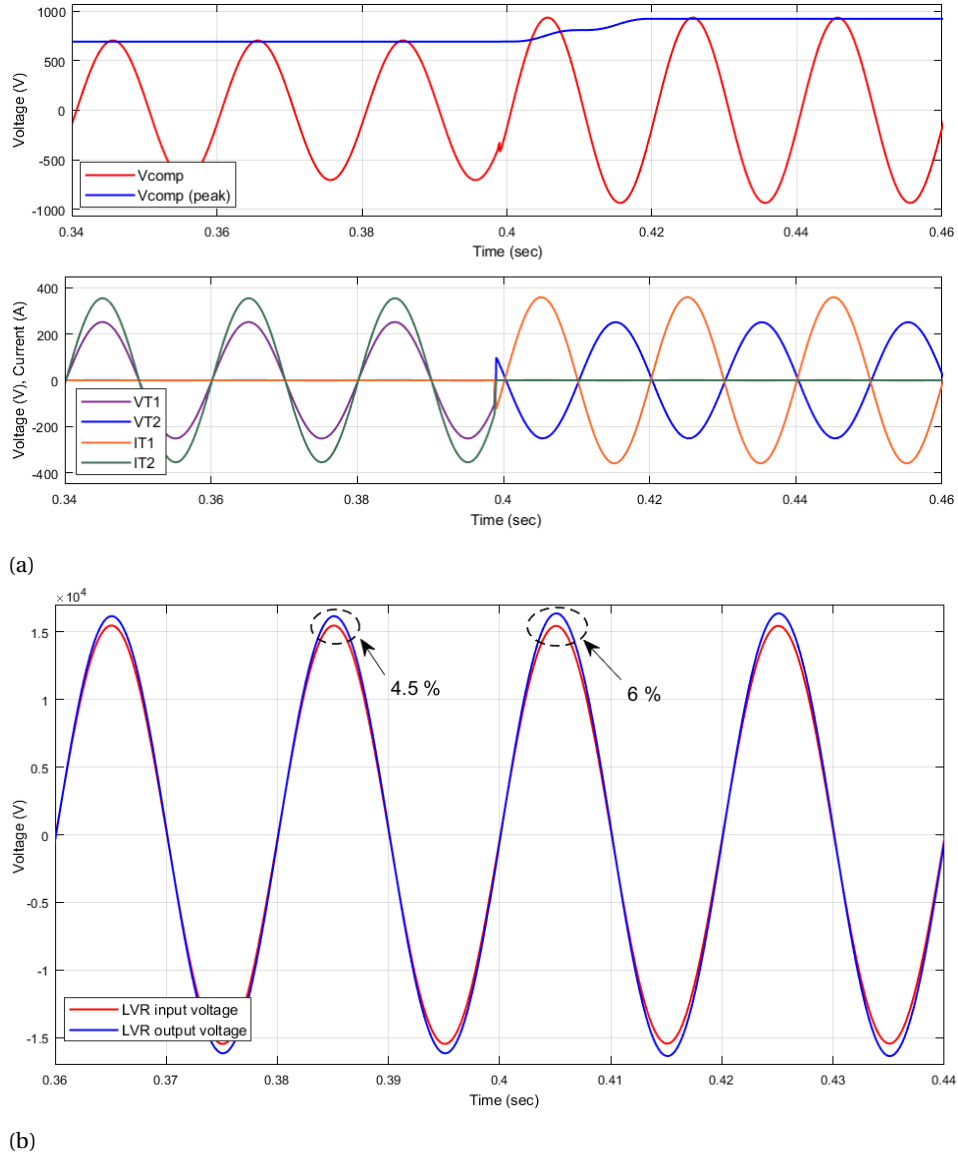 1000
500
0
-500
-1000
Voltage (V)
Vcomp
Vcomp (peak)
0.34 0.36 0.38 0.4 0.42 0.44 0.46
Time (sec)
400
200
0
-200
-400
Voltage (V), Current (A)
VT1
VT2
IT1
IT2
0.34 0.36 0.38 0.4 0.42 0.44 0.46
Time (sec)
(a)
×10⁴
1.5
1
0.5
0
-0.5
-1
-1.5
Voltage (V)
4.5 %
6 %
LVR input voltage
LVR output voltage
0.36 0.37 0.38 0.39 0.4 0.41 0.42 0.43 0.44
Time (sec)
(b)